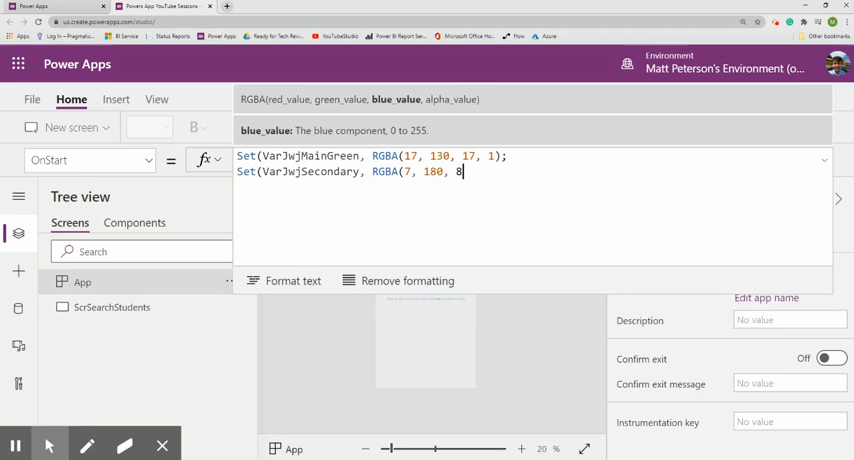 Power Apps
Powers App YouTube Sessions -
us.create.powerapps.com/studio/
Apps
Log In – Pragmatic...
BI Service
Status Reports
Power Apps
Ready for Tech Rev...
YouTubeStudio
Power BI Report Ser...
Microsoft Office Ho...
Flow
Azure
Other bookmarks
Power Apps
Environment
Matt Peterson's Environment (o...
File
Home
Insert
View
RGBA(red_value, green_value, blue_value, alpha_value)
New screen
B
blue_value: The blue component, 0 to 255.
OnStart
=
fx
Set(VarJwjMainGreen, RGBA(17, 130, 17, 1);
Set(VarJwjSecondary, RGBA(7, 180, 8
Tree view
Screens
Components
Search
App
ScrSearchStudents
Format text
Remove formatting
Edit app name
Description
No value
Confirm exit
Off
Confirm exit message
No value
Instrumentation key
No value
App
20 %